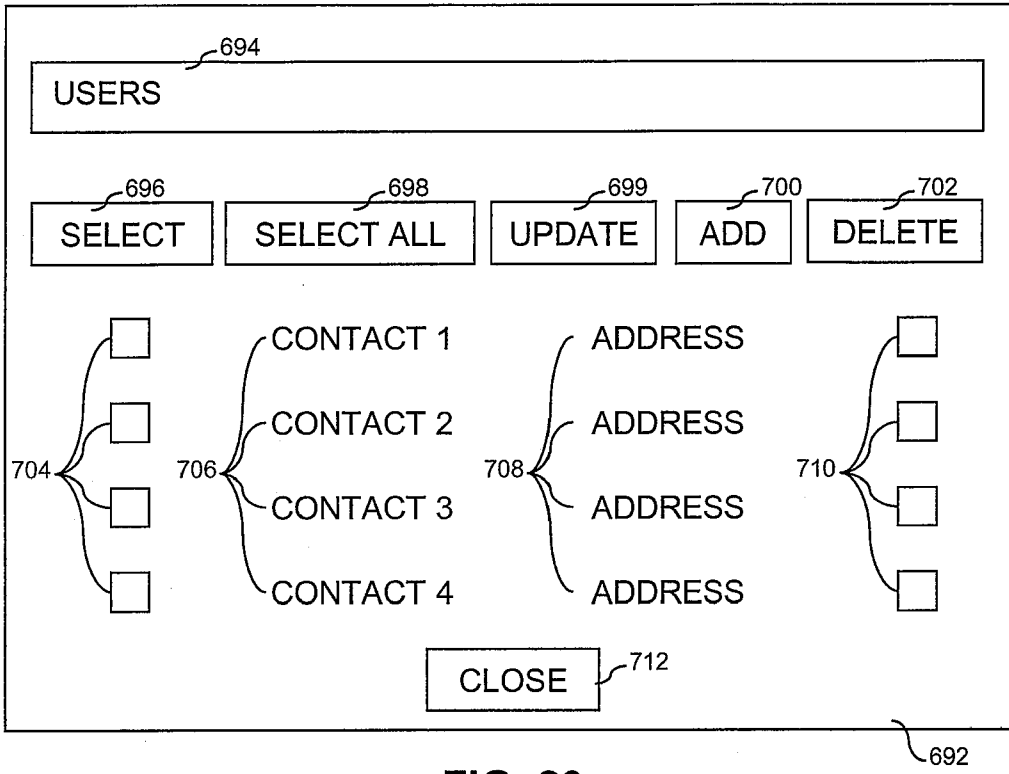 694
USERS
696 698 699 700 702
SELECT SELECT ALL UPDATE ADD DELETE
CONTACT 1 ADDRESS
CONTACT 2 ADDRESS
704 706 708 710
CONTACT 3 ADDRESS
CONTACT 4 ADDRESS
CLOSE 712
692